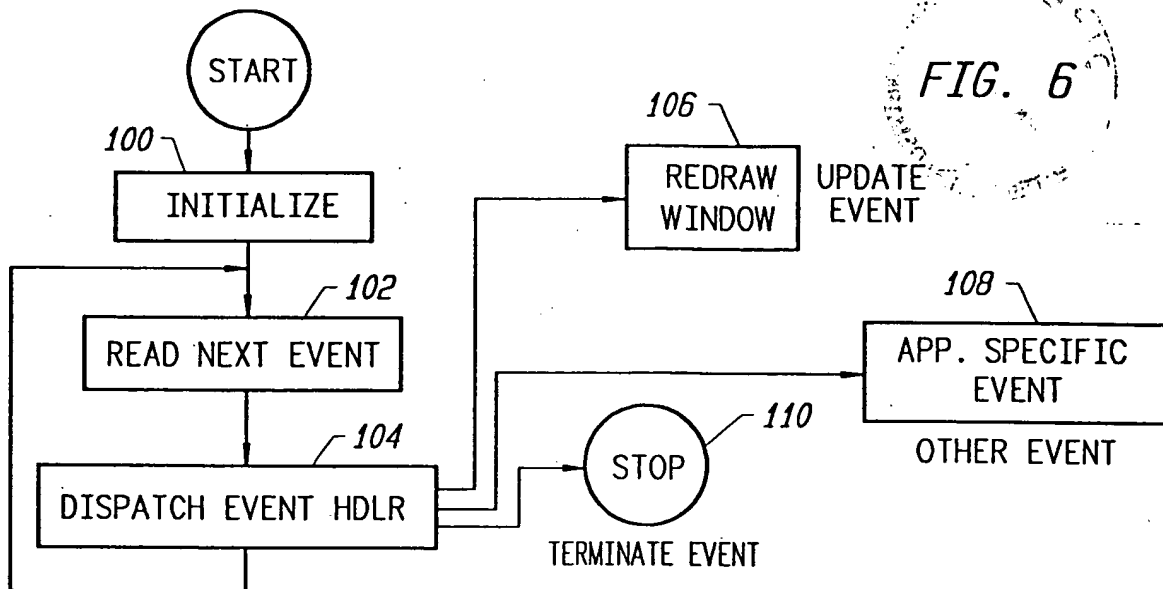 START
FIG. 6
100
INITIALIZE
106
REDRAW
WINDOW
UPDATE
EVENT
102
READ NEXT EVENT
108
APP. SPECIFIC
EVENT
OTHER EVENT
104
DISPATCH EVENT HDLR
110
STOP
TERMINATE EVENT